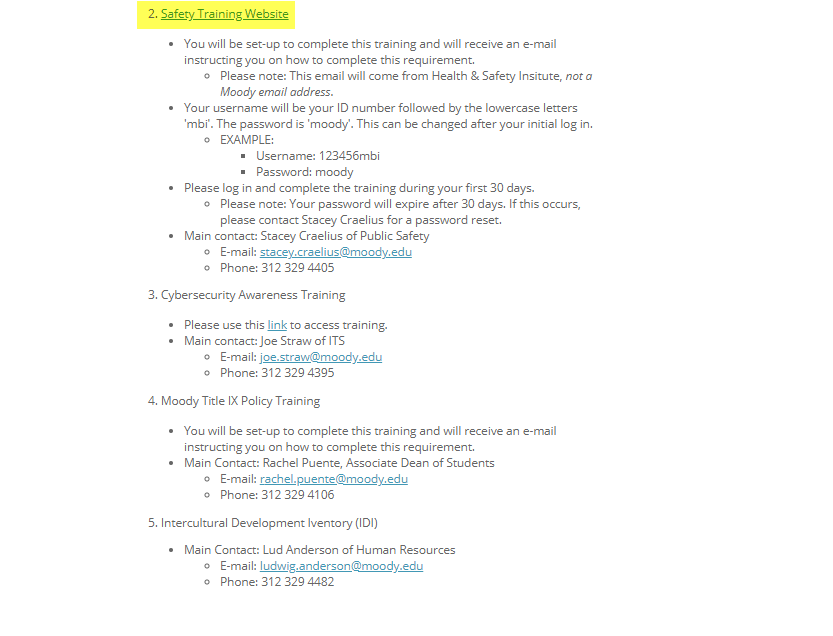 2. Safety Training Website
• You will be set-up to complete this training and will receive an e-mail
instructing you on how to complete this requirement.
◦ Please note: This email will come from Health & Safety Insitute, not a
Moody email address.
• Your username will be your ID number followed by the lowercase letters
'mbi'. The password is 'moody'. This can be changed after your initial log in.
◦ EXAMPLE:
▪ Username: 123456mbi
▪ Password: moody
• Please log in and complete the training during your first 30 days.
◦ Please note: Your password will expire after 30 days. If this occurs,
please contact Stacey Craelius for a password reset.
• Main contact: Stacey Craelius of Public Safety
◦ E-mail: stacey.craelius@moody.edu
◦ Phone: 312 329 4405
3. Cybersecurity Awareness Training
• Please use this link to access training.
• Main contact: Joe Straw of ITS
◦ E-mail: joe.straw@moody.edu
◦ Phone: 312 329 4395
4. Moody Title IX Policy Training
• You will be set-up to complete this training and will receive an e-mail
instructing you on how to complete this requirement.
• Main Contact: Rachel Puente, Associate Dean of Students
◦ E-mail: rachel.puente@moody.edu
◦ Phone: 312 329 4106
5. Intercultural Development Iventory (IDI)
• Main Contact: Lud Anderson of Human Resources
◦ E-mail: ludwig.anderson@moody.edu
◦ Phone: 312 329 4482